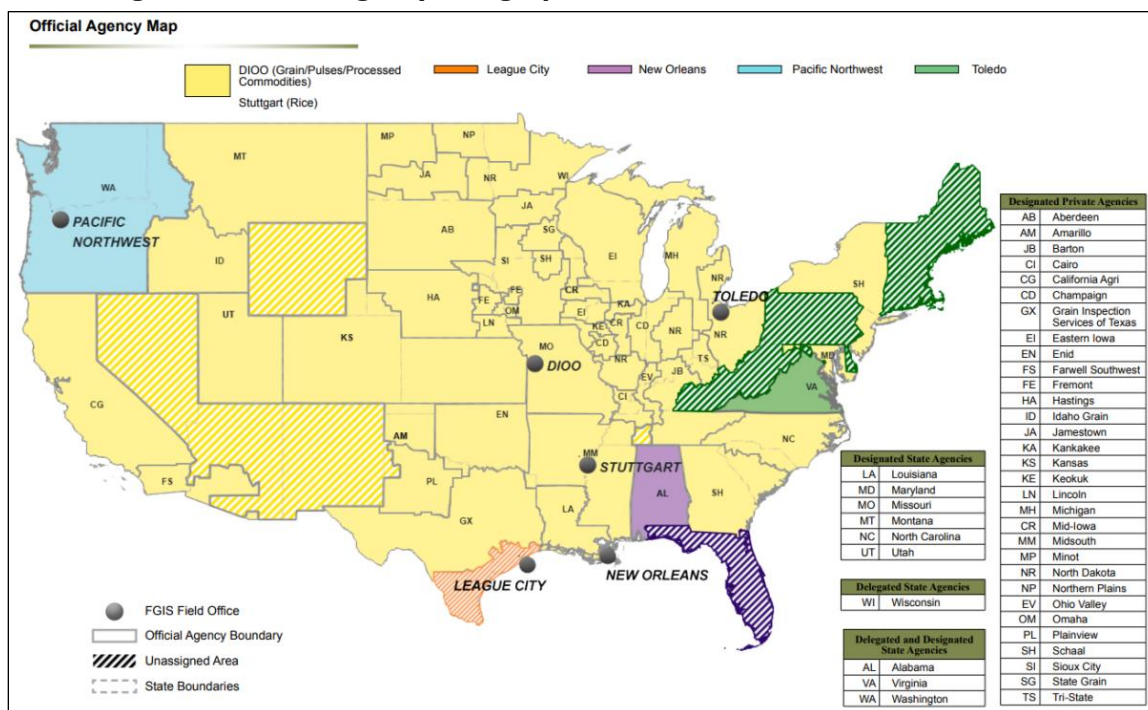 Official Agency Map
DIOO (Grain/Pulses/Processed
Commodities)
Stuttgart (Rice)
League City
New Orleans
Pacific Northwest
Toledo
WA
PACIFIC
NORTHWEST
MT
MP
NP
JA
NR
WI
ID
AB
JA
SG
SI
SH
EI
MH
NR
SH
UT
HA
FE
FE
OM
LN
CR
EI
KA
KE
CR
CD
CD
NR
NR
NR
TOLEDO
KS
MO
DIOO
TS
JB
EV
CI
MD
VA
CG
FS
AM
EN
MM
STUTTGART
NC
PL
GX
LA
AL
SH
LEAGUE CITY
NEW ORLEANS
FGIS Field Office
Official Agency Boundary
Unassigned Area
State Boundaries
Designated State Agencies
LA Louisiana
MD Maryland
MO Missouri
MT Montana
NC North Carolina
UT Utah
Delegated State Agencies
WI Wisconsin
Delegated and Designated
State Agencies
AL Alabama
VA Virginia
WA Washington
Designated Private Agencies
AB Aberdeen
AM Amarillo
JB Barton
CI Cairo
CG California Agri
CD Champaign
GX Grain Inspection
Services of Texas
EI Eastern Iowa
EN Enid
FS Farwell Southwest
FE Fremont
HA Hastings
ID Idaho Grain
JA Jamestown
KA Kankakee
KS Kansas
KE Keokuk
LN Lincoln
MH Michigan
CR Mid-Iowa
MM Midsouth
MP Minot
NR North Dakota
NP Northern Plains
EV Ohio Valley
OM Omaha
PL Plainview
SH Schaal
SI Sioux City
SG State Grain
TS Tri-State